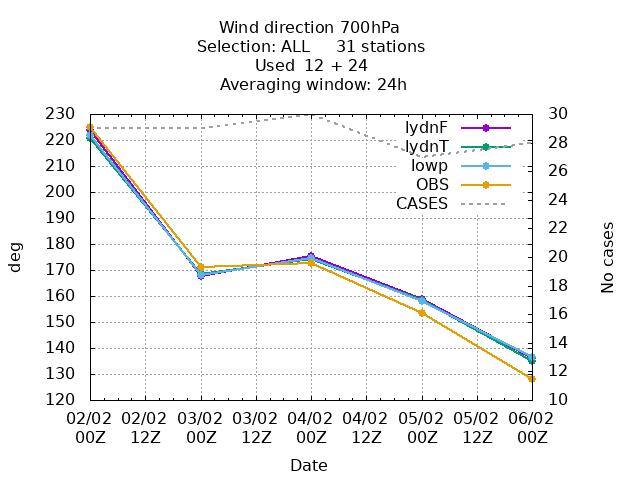 Wind direction 700hPa
Selection: ALL     31 stations
Used  12 + 24
Averaging window: 24h
230
220
210
200
190
180
170
160
150
140
130
120
deg
30
28
26
24
22
20
18
16
14
12
10
No cases
lydnF
lydnT
lowp
OBS
CASES
02/02 02/02 03/02 03/02 04/02 04/02 05/02 05/02 06/02
00Z 12Z 00Z 12Z 00Z 12Z 00Z 12Z 00Z
Date